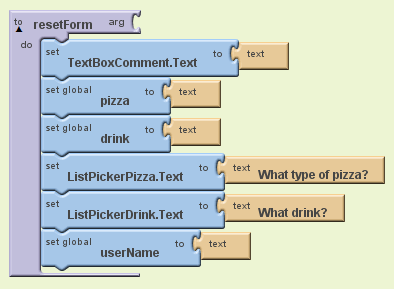 to resetForm arg
do
set TextBoxComment.Text to text
set global pizza to text
set global drink to text
set ListPickerPizza.Text to text What type of pizza?
set ListPickerDrink.Text to text What drink?
set global userName to text